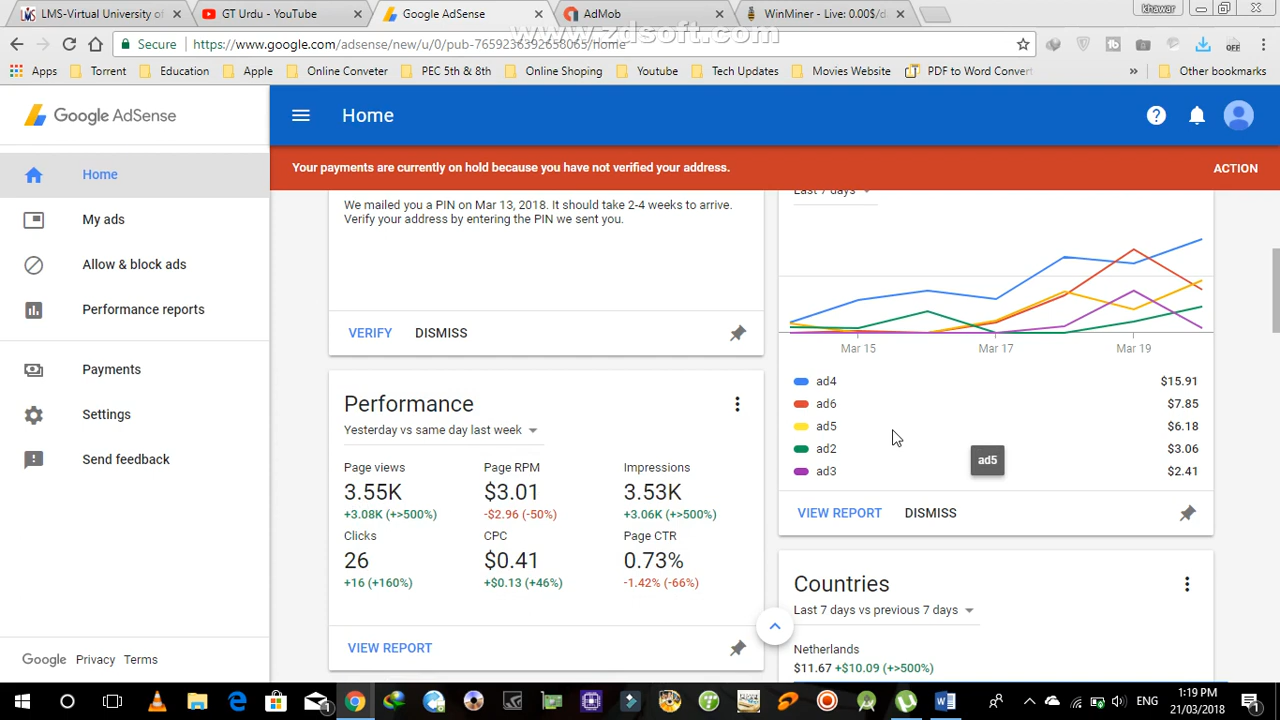 LMS-Virtual University of
GT Urdu - YouTube
Google AdSense
AdMob
WinMiner - Live: 0.00$/d
khawar
www.zdsoft.com
Secure
https://www.google.com/adsense/new/u/0/pub-7659236392658065/home
Apps
Torrent
Education
Apple
Online Conveter
PEC 5th & 8th
Online Shoping
Youtube
Tech Updates
Movies Website
PDF to Word Convert
»
Other bookmarks
Google AdSense
Home
Your payments are currently on hold because you have not verified your address.
ACTION
Home
My ads
Allow & block ads
Performance reports
Payments
Settings
Send feedback
Google Privacy Terms
We mailed you a PIN on Mar 13, 2018. It should take 2-4 weeks to arrive.
Verify your address by entering the PIN we sent you.
VERIFY DISMISS
Performance
Yesterday vs same day last week
Page views Page RPM Impressions
3.55K $3.01 3.53K
+3.08K (+>500%) -$2.96 (-50%) +3.06K (+>500%)
Clicks CPC Page CTR
26 $0.41 0.73%
+16 (+160%) +$0.13 (+46%) -1.42% (-66%)
VIEW REPORT
Last 7 days
Mar 15 Mar 17 Mar 19
ad4 $15.91
ad6 $7.85
ad5 $6.18
ad2 $3.06
ad5
ad3 $2.41
VIEW REPORT DISMISS
Countries
Last 7 days vs previous 7 days
Netherlands
$11.67 +$10.09 (+>500%)
ENG
1:19 PM
21/03/2018